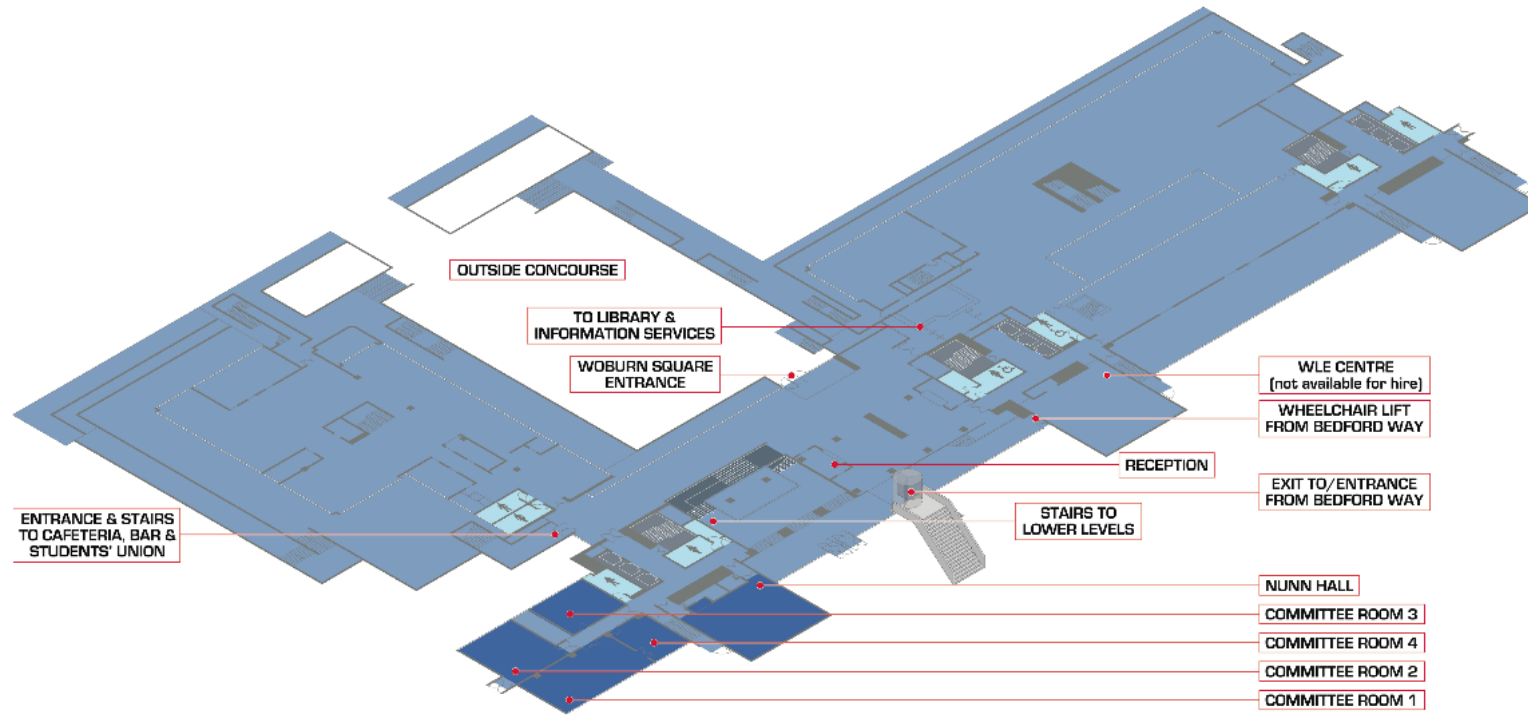 OUTSIDE CONCOURSE
TO LIBRARY &
INFORMATION SERVICES
WOBURN SQUARE
ENTRANCE
WLE CENTRE
(not available for hire)
WHEELCHAIR LIFT
FROM BEDFORD WAY
RECEPTION
EXIT TO/ENTRANCE
FROM BEDFORD WAY
STAIRS TO
LOWER LEVELS
ENTRANCE & STAIRS
TO CAFETERIA, BAR &
STUDENTS' UNION
NUNN HALL
COMMITTEE ROOM 3
COMMITTEE ROOM 4
COMMITTEE ROOM 2
COMMITTEE ROOM 1